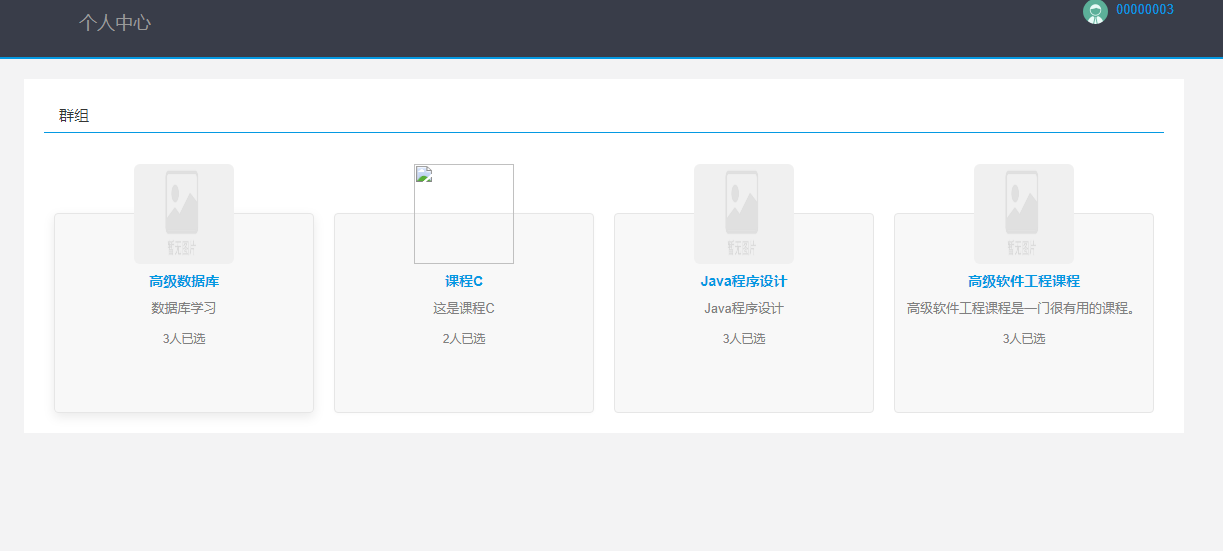 个人中心
00000003
群组
暂无图片
暂无图片
暂无图片
高级数据库
课程C
Java程序设计
高级软件工程课程
数据库学习
这是课程C
Java程序设计
高级软件工程课程是一门很有用的课程。
3人已选
2人已选
3人已选
3人已选